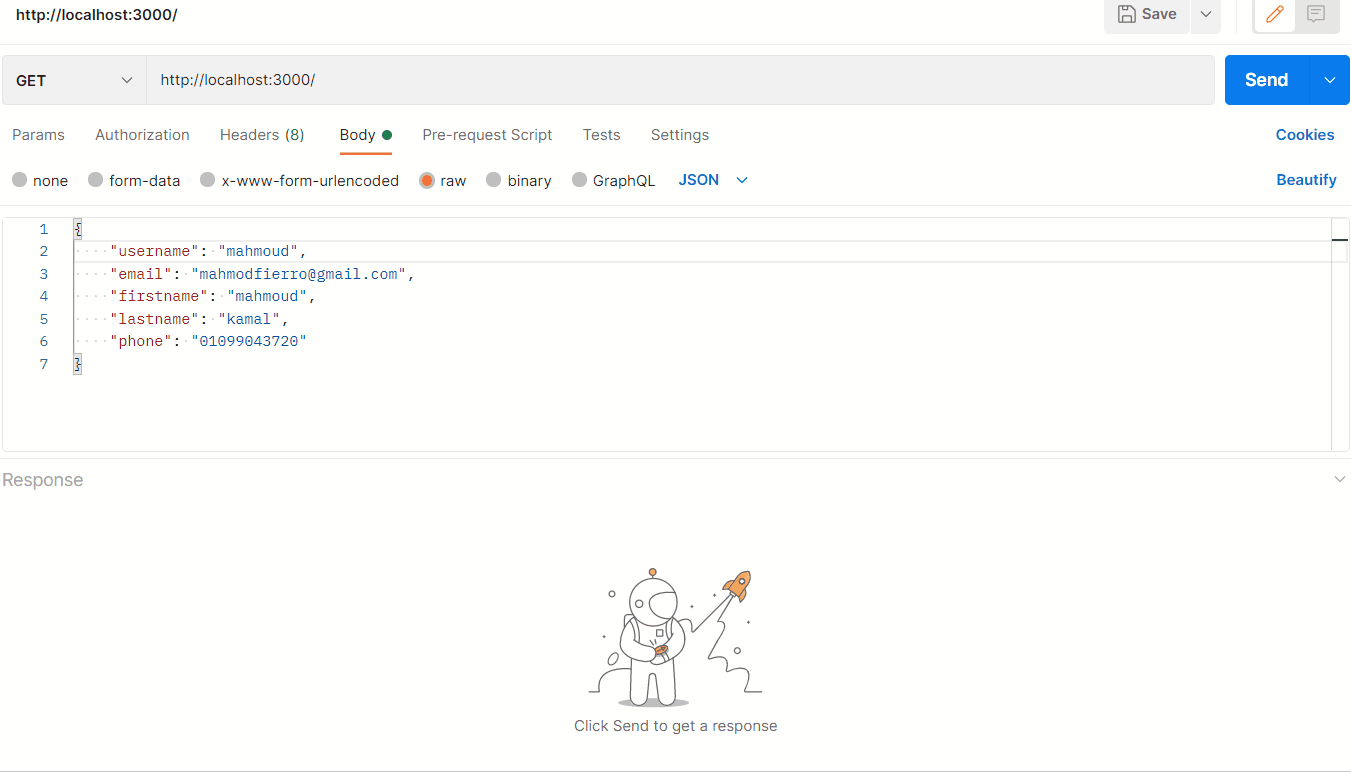 http://localhost:3000/ Save
GET http://localhost:3000/ Send
Params Authorization Headers (8) Body Pre-request Script Tests Settings Cookies
none form-data x-www-form-urlencoded raw binary GraphQL JSON Beautify
1 {
2 "username": "mahmoud",
3 "email": "mahmodfierro@gmail.com",
4 "firstname": "mahmoud",
5 "lastname": "kamal",
6 "phone": "01099043720"
7 }
Response
Click Send to get a response